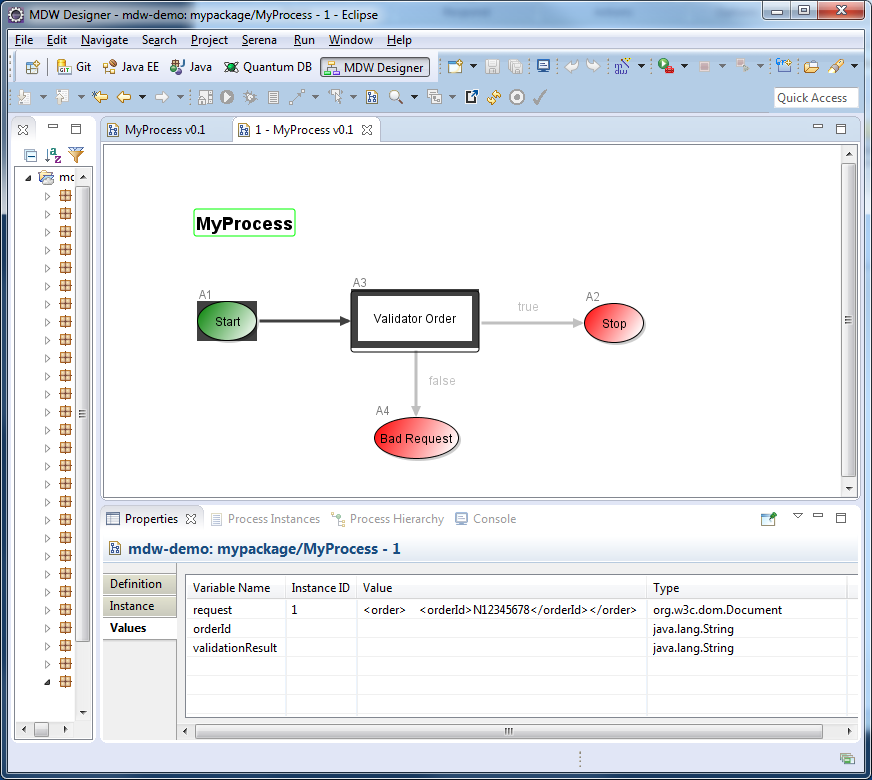 MDW Designer - mdw-demo: mypackage/MyProcess - 1 - Eclipse
File Edit Navigate Search Project Serena Run Window Help
Git Java EE Java Quantum DB MDW Designer
Quick Access
MyProcess v0.1 1 - MyProcess v0.1
MyProcess
A1 A3 A2
Start Validator Order true Stop
false
A4
Bad Request
Properties Process Instances Process Hierarchy Console
mdw-demo: mypackage/MyProcess - 1
Definition
Instance
Values
Variable Name Instance ID Value Type
request 1 <order> <orderId>N12345678</orderId></order> org.w3c.dom.Document
orderId java.lang.String
validationResult java.lang.String